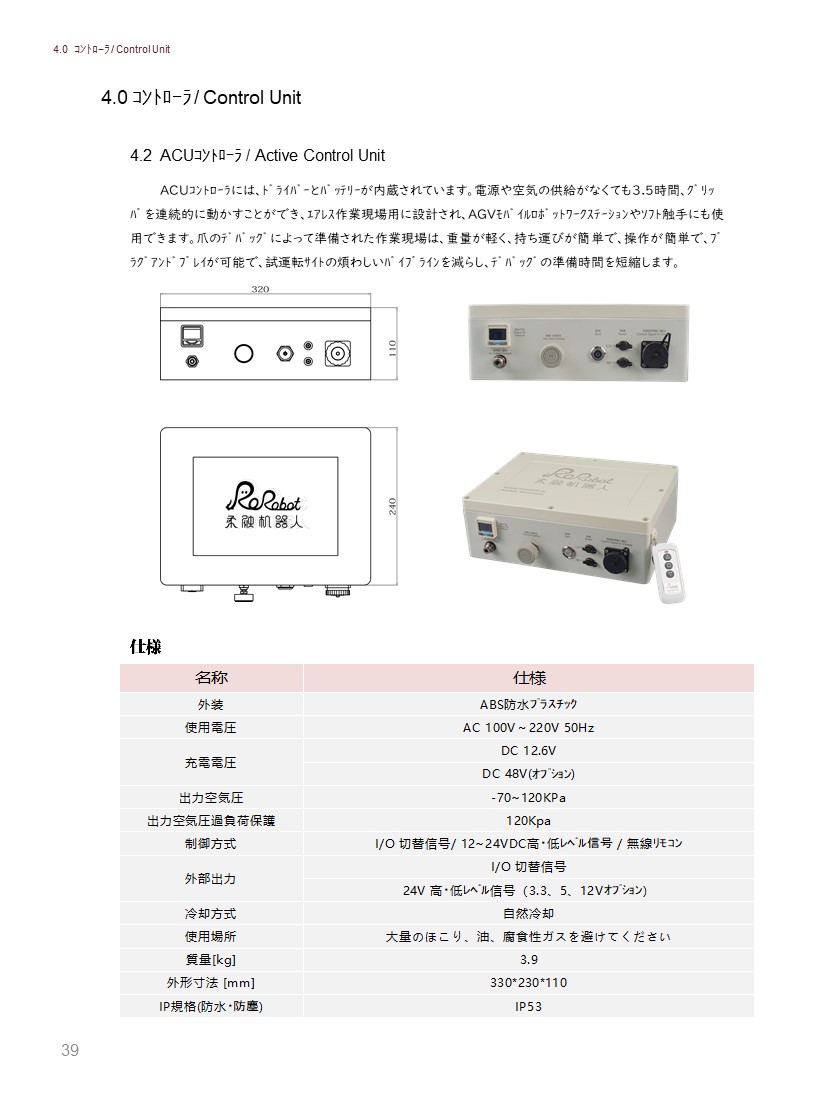 4.0 ｺﾝﾄﾛｰﾗ/ Control Unit
4.0 ｺﾝﾄﾛｰﾗ/ Control Unit
4.2 ACUｺﾝﾄﾛｰﾗ / Active Control Unit
ACUｺﾝﾄﾛｰﾗには､ﾄﾞﾗｲﾊﾞｰとﾊﾞｯﾃﾘｰが内蔵されています｡電源や空気の供給がなくても3.5時間､ｸﾞﾘｯ
ﾊﾟを連続的に動かすことができ､ｴｱﾚｽ作業現場用に設計され､AGVﾓﾊﾞｲﾙﾛﾎﾞｯﾄﾜｰｸｽﾃｰｼｮﾝやｿﾌﾄ触手にも使
用できます｡爪のﾃﾞﾊﾞｯｸﾞによって準備された作業現場は､重量が軽く､持ち運びが簡単で､操作が簡単で､ﾌﾟ
ﾗｸﾞｱﾝﾄﾞﾌﾟﾚｲが可能で､試運転ｻｲﾄの煩わしいﾊﾟｲﾌﾟﾗｲﾝを減らし､ﾃﾞﾊﾞｯｸﾞの準備時間を短縮します｡
320
110
240
RoRobot
柔融机器人
RoRobot
柔融机器人
仕様
名称 仕様
外装 ABS防水ﾌﾟﾗｽﾁｯｸ
使用電圧 AC 100V ~ 220V 50Hz
充電電圧 DC 12.6V
DC 48V(ｵﾌﾟｼｮﾝ)
出力空気圧 -70~120KPa
出力空気圧過負荷保護 120Kpa
制御方式 I/O 切替信号/ 12~24VDC高･低ﾚﾍﾞﾙ信号 / 無線ﾘﾓｺﾝ
外部出力 I/O 切替信号
24V 高･低ﾚﾍﾞﾙ信号（3.3、5、12Vｵﾌﾟｼｮﾝ)
冷却方式 自然冷却
使用場所 大量のほこり、油、腐食性ガスを避けてください
質量[kg] 3.9
外形寸法 [mm] 330*230*110
IP規格(防水･防塵) IP53
39